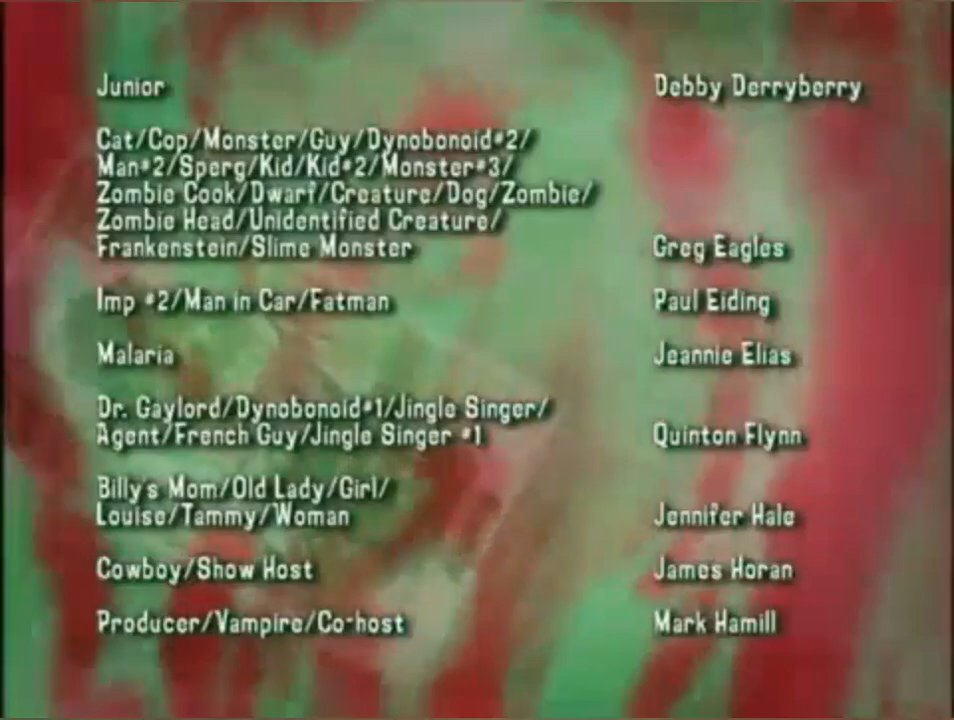 Junior Debby Derryberry
Cat/Cop/Monster/Guy/Dynobonoid#2/
Man#2/Sperg/Kid/Kid#2/Monster#3/
Zombie Cook/Dwarf/Creature/Dog/Zombie/
Zombie Head/Unidentified Creature/
Frankenstein/Slime Monster Greg Eagles
Imp #2/Man in Car/Fatman Paul Eiding
Malaria Jeannie Elias
Dr. Gaylord/Dynobonoid#1/Jingle Singer/
Agent/French Guy/Jingle Singer #1 Quinton Flynn
Billy's Mom/Old Lady/Girl/
Louise/Tammy/Woman Jennifer Hale
Cowboy/Show Host James Horan
Producer/Vampire/Co-host Mark Hamill